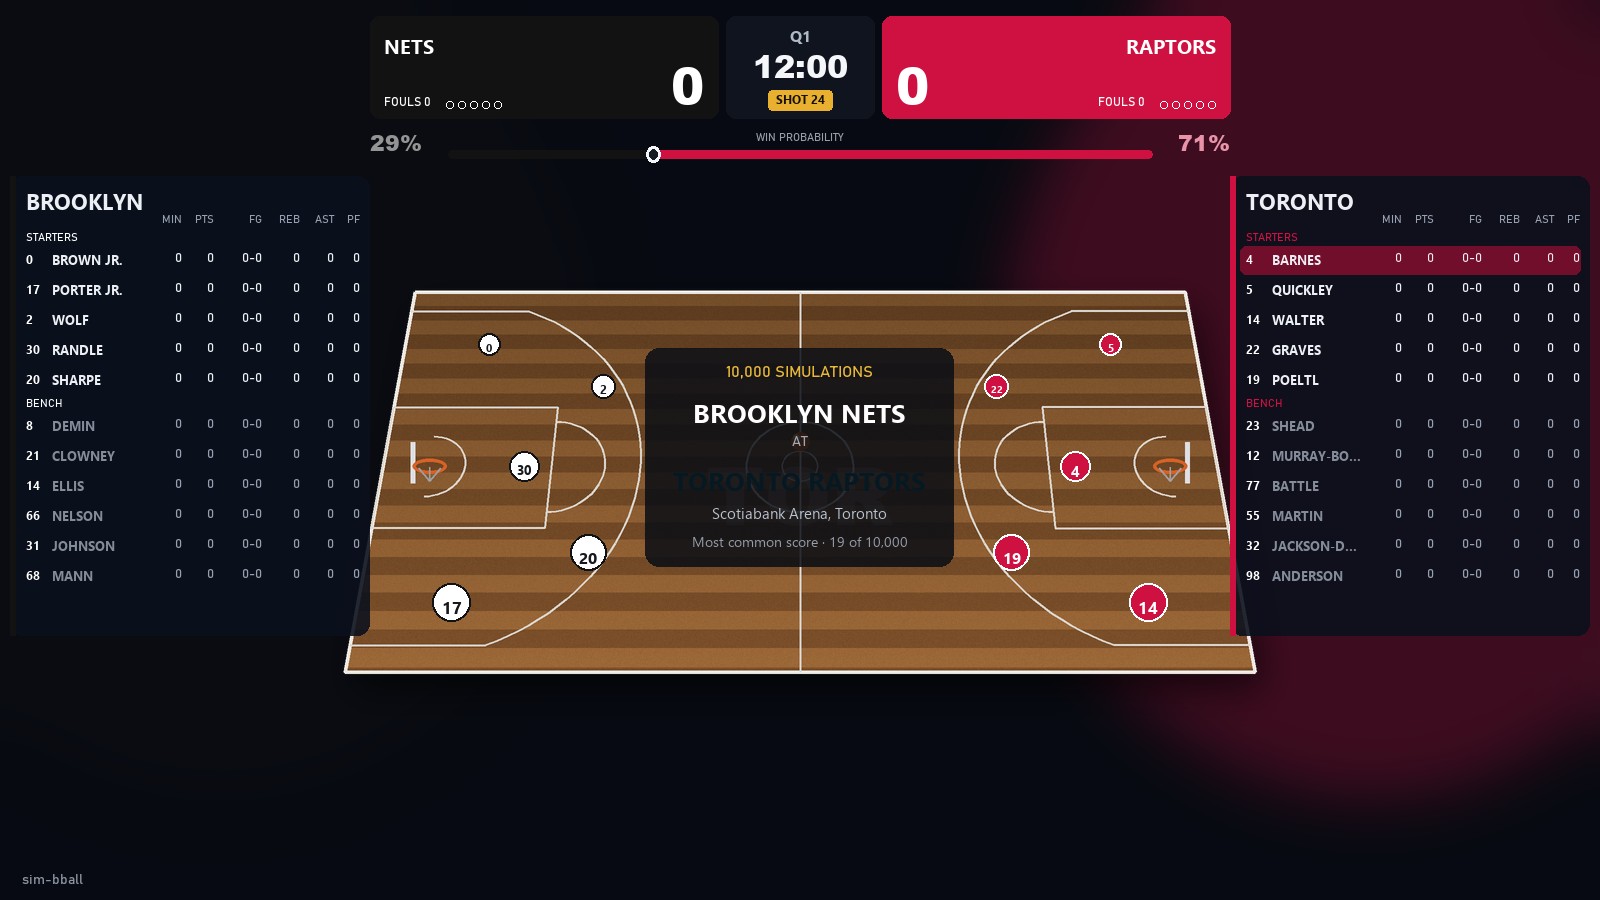 NETS
0
FOULS 0
Q1
12:00
SHOT 24
RAPTORS
0
FOULS 0
29%
WIN PROBABILITY
71%
BROOKLYN
MIN PTS FG REB AST PF
STARTERS
0 BROWN JR. 0 0 0-0 0 0 0
17 PORTER JR. 0 0 0-0 0 0 0
2 WOLF 0 0 0-0 0 0 0
30 RANDLE 0 0 0-0 0 0 0
20 SHARPE 0 0 0-0 0 0 0
BENCH
8 DEMIN 0 0 0-0 0 0 0
21 CLOWNEY 0 0 0-0 0 0 0
14 ELLIS 0 0 0-0 0 0 0
66 NELSON 0 0 0-0 0 0 0
31 JOHNSON 0 0 0-0 0 0 0
68 MANN 0 0 0-0 0 0 0
0
2
30
20
17
10,000 SIMULATIONS
BROOKLYN NETS
AT
TORONTO RAPTORS
Scotiabank Arena, Toronto
Most common score · 19 of 10,000
5
22
4
19
14
TORONTO
MIN PTS FG REB AST PF
STARTERS
4 BARNES 0 0 0-0 0 0 0
5 QUICKLEY 0 0 0-0 0 0 0
14 WALTER 0 0 0-0 0 0 0
22 GRAVES 0 0 0-0 0 0 0
19 POELTL 0 0 0-0 0 0 0
BENCH
23 SHEAD 0 0 0-0 0 0 0
12 MURRAY-BO... 0 0 0-0 0 0 0
77 BATTLE 0 0 0-0 0 0 0
55 MARTIN 0 0 0-0 0 0 0
32 JACKSON-D... 0 0 0-0 0 0 0
98 ANDERSON 0 0 0-0 0 0 0
sim-bball